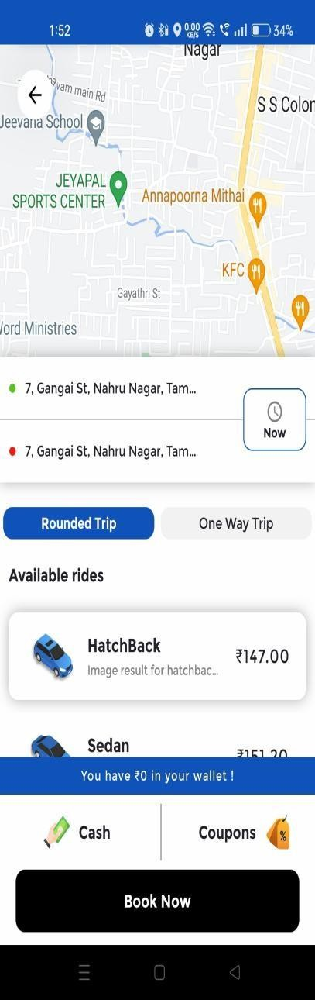 1:52
0.00
KB/S
34%
Nagar
vam main Rd
S S Colon
Jeevana School
JEYAPAL
SPORTS CENTER
Annapoorna Mithai
KFC
Gayathri St
Word Ministries
7, Gangai St, Nahru Nagar, Tam...
Now
7, Gangai St, Nahru Nagar, Tam...
Rounded Trip
One Way Trip
Available rides
HatchBack
₹147.00
Image result for hatchbac...
Sedan
₹151.20
You have ₹0 in your wallet !
Cash
Coupons
%
Book Now